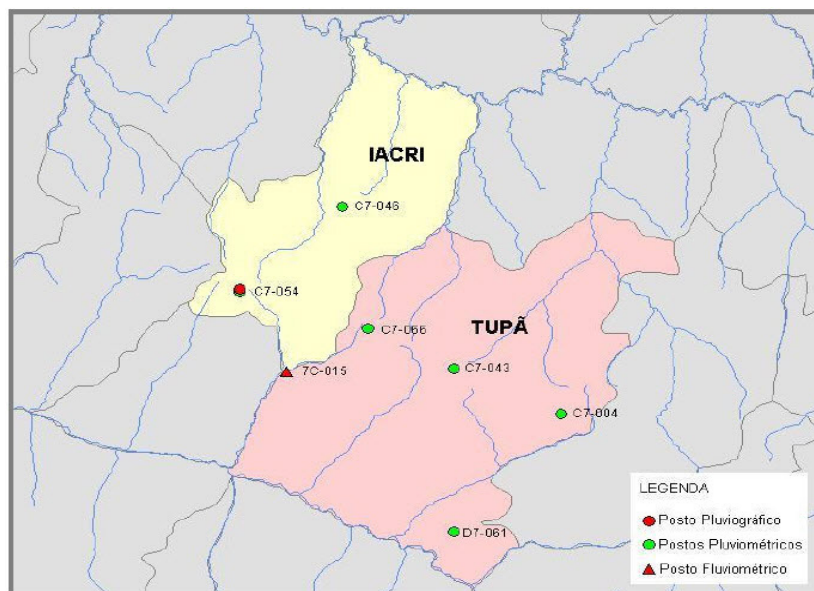 IACRI
C7-046
C7-054
C7-066
TUPÃ
7C-015
C7-043
C7-004
D7-061
LEGENDA
Posto Pluviográfico
Postos Pluviométricos
Posto Fluviométrico